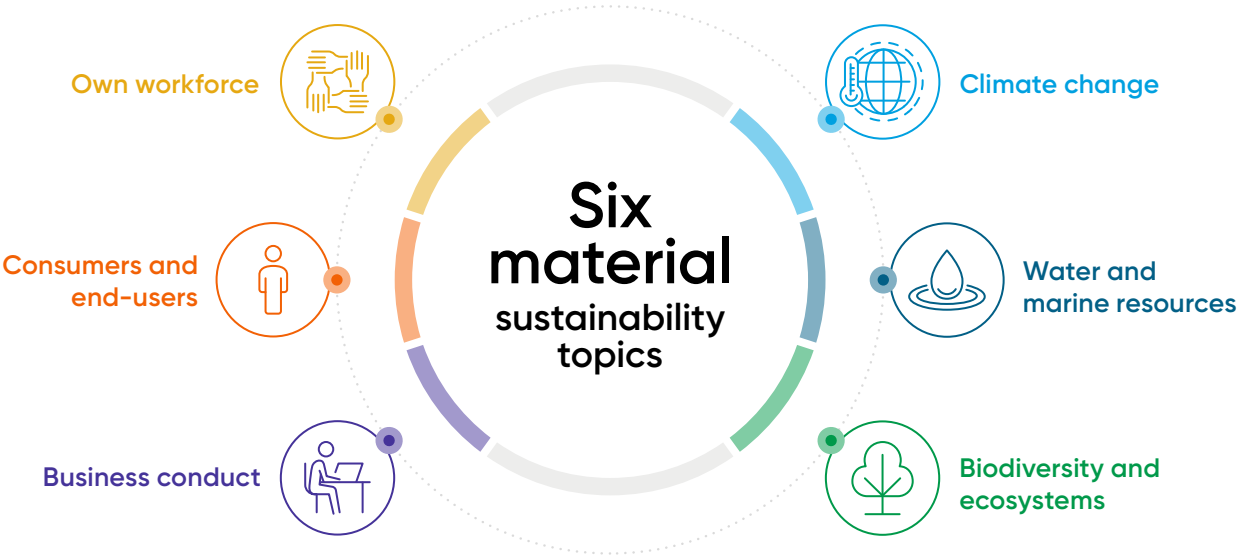 Six
material
sustainability
topics
Own workforce
Consumers and
end-users
Business conduct
Climate change
Water and
marine resources
Biodiversity and
ecosystems